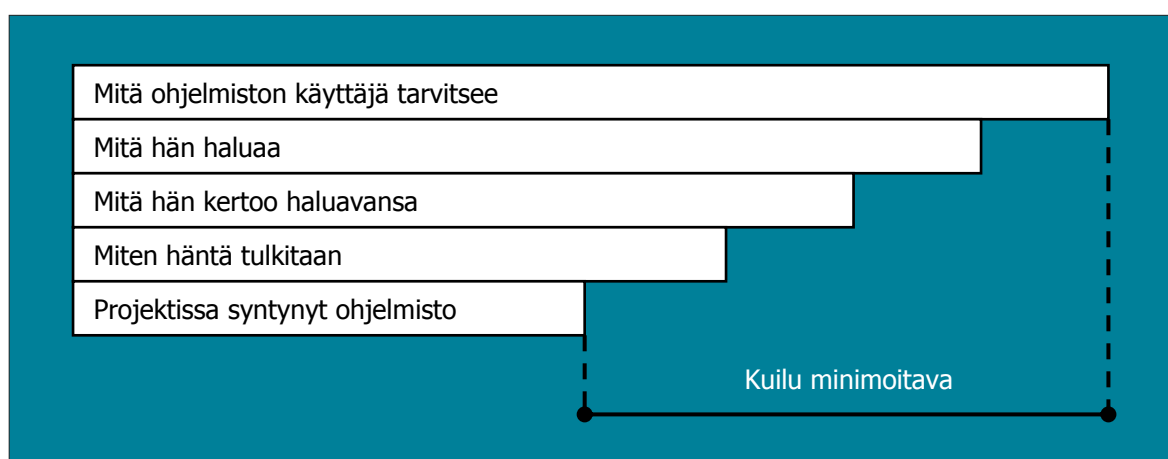 Mitä ohjelmiston käyttäjä tarvitsee
Mitä hän haluaa
Mitä hän kertoo haluavansa
Miten häntä tulkitaan
Projektissa syntynyt ohjelmisto
Kuilu minimoitava